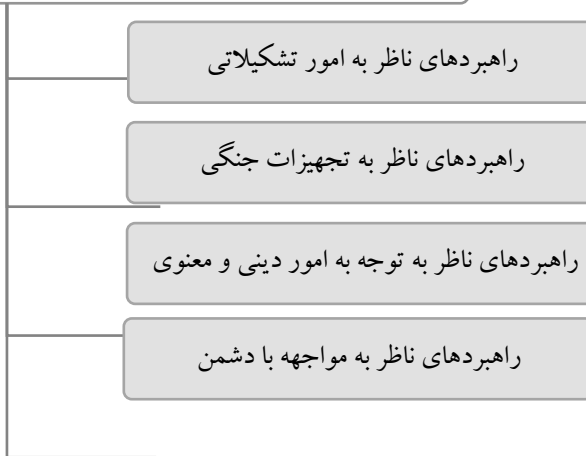 راهبردهای ناظر به امور تشکیلاتی
راهبردهای ناظر به تجهیزات جنگی
راهبردهای ناظر به توجه به امور دینی و معنوی
راهبردهای ناظر به مواجهه با دشمن